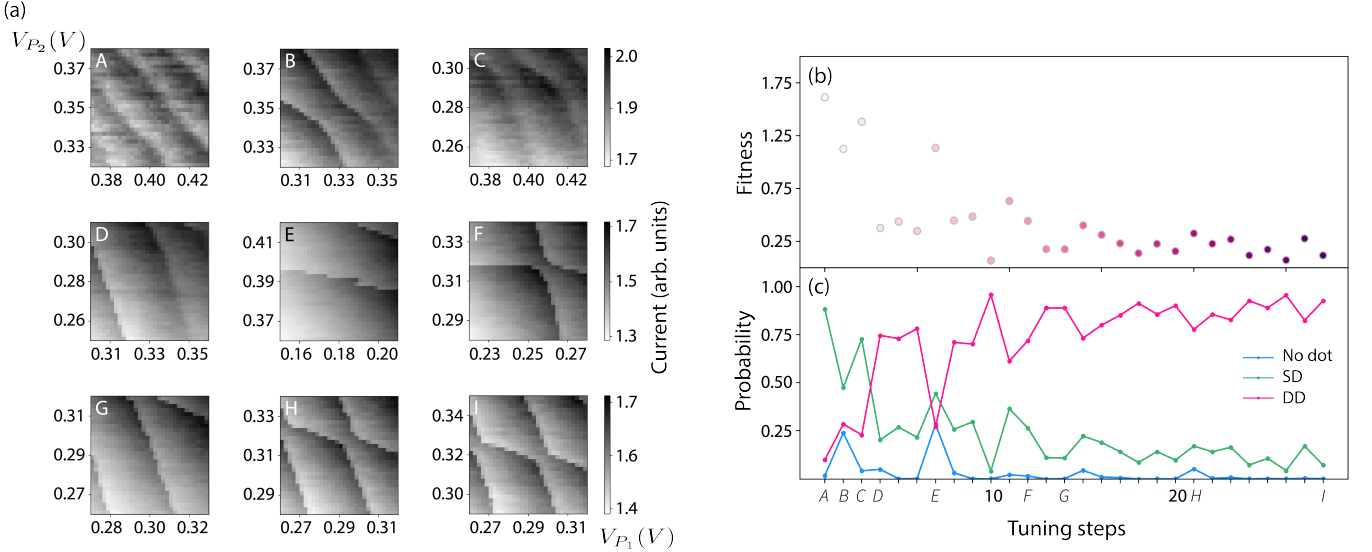 (a)
V_{P_2}(V)
A
B
C
0.37
0.35
0.33
0.38 0.40 0.42
0.37
0.35
0.33
0.31 0.33 0.35
0.30
0.28
0.26
0.38 0.40 0.42
2.0
1.9
1.7
D
E
F
0.30
0.28
0.26
0.31 0.33 0.35
0.41
0.39
0.37
0.16 0.18 0.20
0.33
0.31
0.29
0.23 0.25 0.27
1.7
1.5
1.3
Current (arb. units)
G
H
I
0.31
0.29
0.27
0.28 0.30 0.32
0.33
0.31
0.29
0.27 0.29 0.31
0.34
0.32
0.30
0.27 0.29 0.31
1.7
1.6
1.4
V_{P_1}(V)
(b)
Fitness
1.75
1.25
0.75
0.25
(c)
Probability
1.00
0.75
0.50
0.25
No dot
SD
DD
A B C D E 10 F G 20 H I
Tuning steps